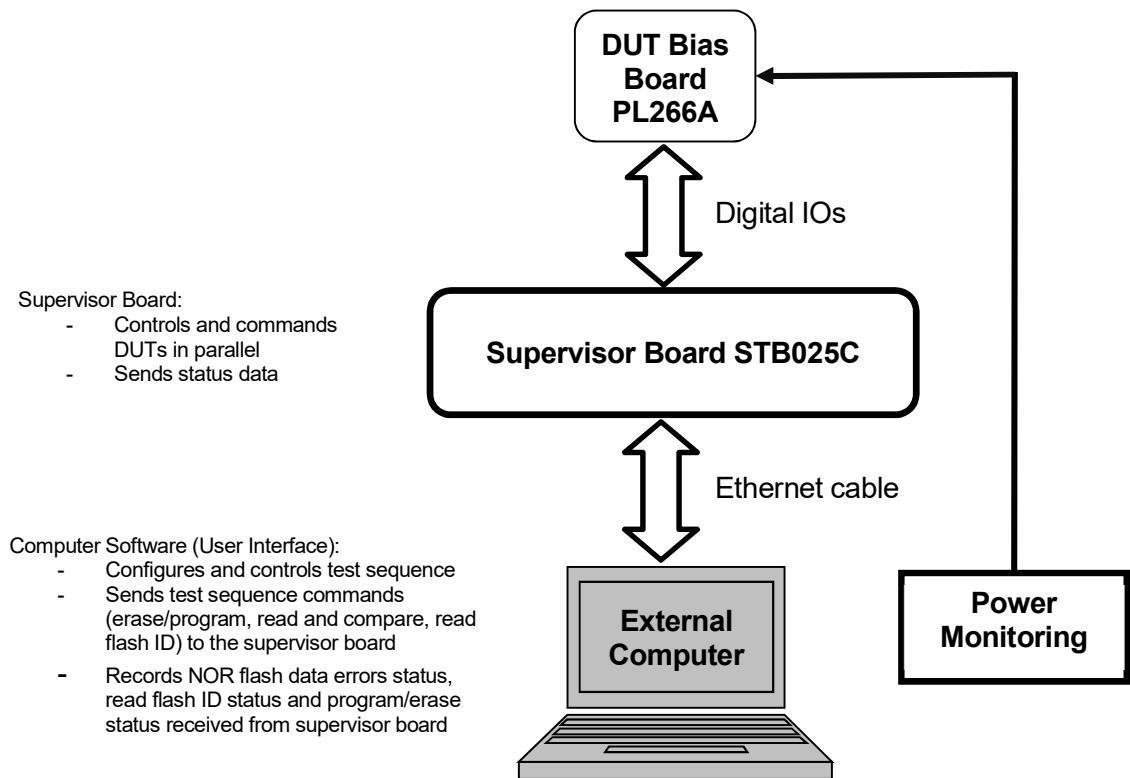 DUT Bias
Board
PL266A
Digital IOs
Supervisor Board:
- Controls and commands
DUTs in parallel
- Sends status data
Supervisor Board STB025C
Ethernet cable
Computer Software (User Interface):
- Configures and controls test sequence
- Sends test sequence commands
(erase/program, read and compare, read
flash ID) to the supervisor board
- Records NOR flash data errors status,
read flash ID status and program/erase
status received from supervisor board
External
Computer
Power
Monitoring